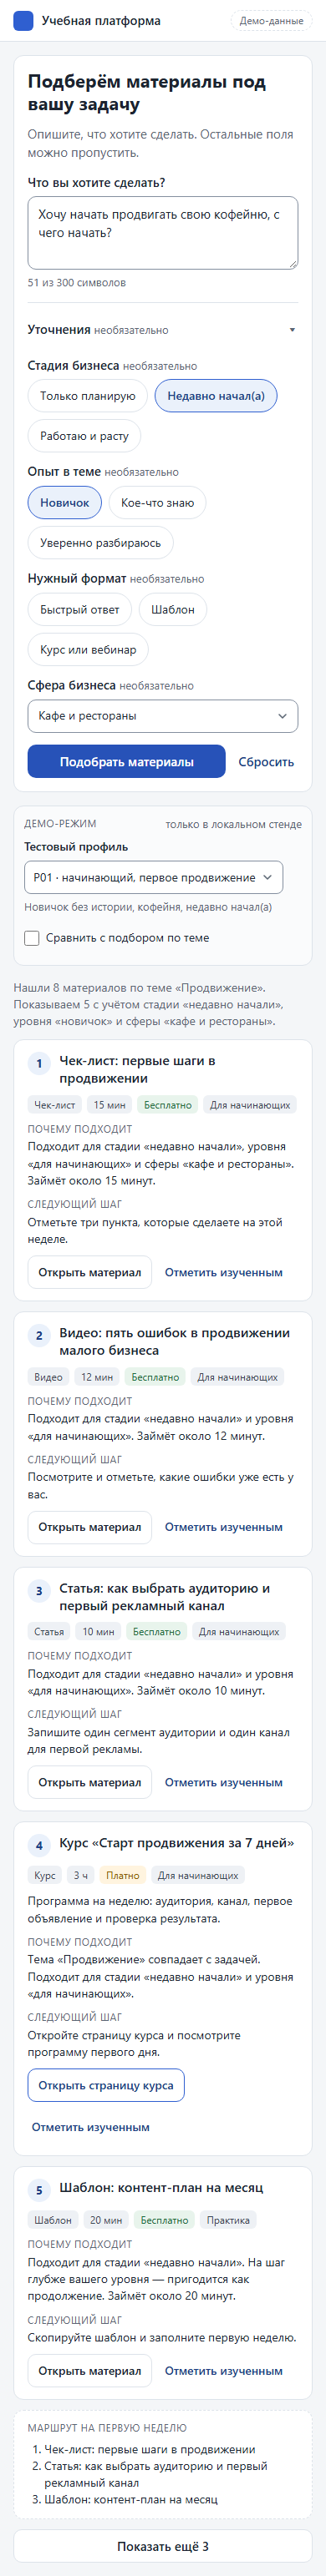 Учебная платформа
Демо-данные
Подберём материалы под
вашу задачу
Опишите, что хотите сделать. Остальные поля
можно пропустить.
Что вы хотите сделать?
Хочу начать продвигать свою кофейню, с
чего начать?
51 из 300 символов
Уточнения необязательно
Стадия бизнеса необязательно
Только планирую
Недавно начал(а)
Работаю и расту
Опыт в теме необязательно
Новичок
Кое-что знаю
Уверенно разбираюсь
Нужный формат необязательно
Быстрый ответ
Шаблон
Курс или вебинар
Сфера бизнеса необязательно
Кафе и рестораны
Подобрать материалы
Сбросить
ДЕМО-РЕЖИМ
только в локальном стенде
Тестовый профиль
P01 · начинающий, первое продвижение
Новичок без истории, кофейня, недавно начал(а)
Сравнить с подбором по теме
Нашли 8 материалов по теме «Продвижение».
Показываем 5 с учётом стадии «недавно начали»,
уровня «новичок» и сферы «кафе и рестораны».
1
Чек-лист: первые шаги в
продвижении
Чек-лист
15 мин
Бесплатно
Для начинающих
ПОЧЕМУ ПОДХОДИТ
Подходит для стадии «недавно начали», уровня
«для начинающих» и сферы «кафе и рестораны».
Займёт около 15 минут.
СЛЕДУЮЩИЙ ШАГ
Отметьте три пункта, которые сделаете на этой
неделе.
Открыть материал
Отметить изученным
2
Видео: пять ошибок в продвижении
малого бизнеса
Видео
12 мин
Бесплатно
Для начинающих
ПОЧЕМУ ПОДХОДИТ
Подходит для стадии «недавно начали» и уровня
«для начинающих». Займёт около 12 минут.
СЛЕДУЮЩИЙ ШАГ
Посмотрите и отметьте, какие ошибки уже есть у
вас.
Открыть материал
Отметить изученным
3
Статья: как выбрать аудиторию и
первый рекламный канал
Статья
10 мин
Бесплатно
Для начинающих
ПОЧЕМУ ПОДХОДИТ
Подходит для стадии «недавно начали» и уровня
«для начинающих». Займёт около 10 минут.
СЛЕДУЮЩИЙ ШАГ
Запишите один сегмент аудитории и один канал
для первой рекламы.
Открыть материал
Отметить изученным
4
Курс «Старт продвижения за 7 дней»
Курс
3 ч
Платно
Для начинающих
Программа на неделю: аудитория, канал, первое
объявление и проверка результата.
ПОЧЕМУ ПОДХОДИТ
Тема «Продвижение» совпадает с задачей.
Подходит для стадии «недавно начали» и уровня
«для начинающих».
СЛЕДУЮЩИЙ ШАГ
Откройте страницу курса и посмотрите
программу первого дня.
Открыть страницу курса
Отметить изученным
5
Шаблон: контент-план на месяц
Шаблон
20 мин
Бесплатно
Практика
ПОЧЕМУ ПОДХОДИТ
Подходит для стадии «недавно начали». На шаг
глубже вашего уровня — пригодится как
продолжение. Займёт около 20 минут.
СЛЕДУЮЩИЙ ШАГ
Скопируйте шаблон и заполните первую неделю.
Открыть материал
Отметить изученным
МАРШРУТ НА ПЕРВУЮ НЕДЕЛЮ
1. Чек-лист: первые шаги в продвижении
2. Статья: как выбрать аудиторию и первый
рекламный канал
3. Шаблон: контент-план на месяц
Показать ещё 3